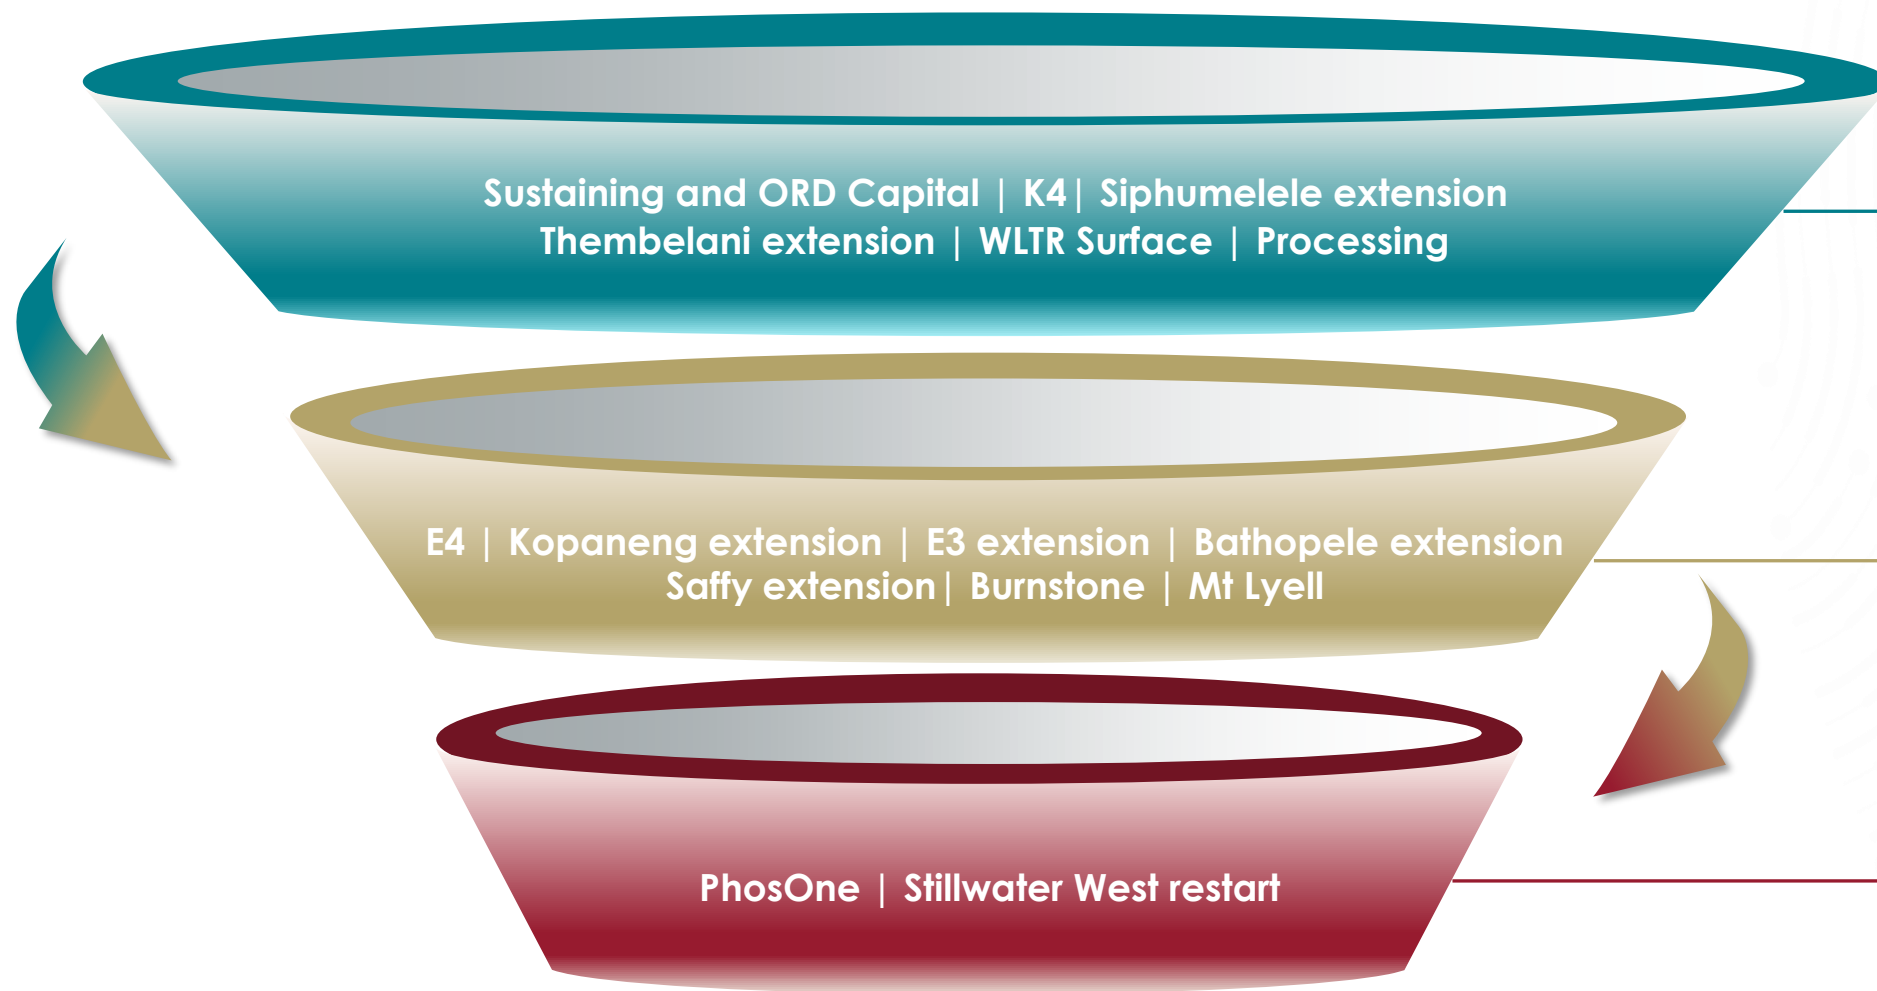 Sustaining and ORD Capital | K4| Siphumelele extension
Thembelani extension | WLTR Surface | Processing
E4 | Kopaneng extension | E3 extension | Bathopele extension
Saffy extension| Burnstone | Mt Lyell
PhosOne | Stillwater West restart